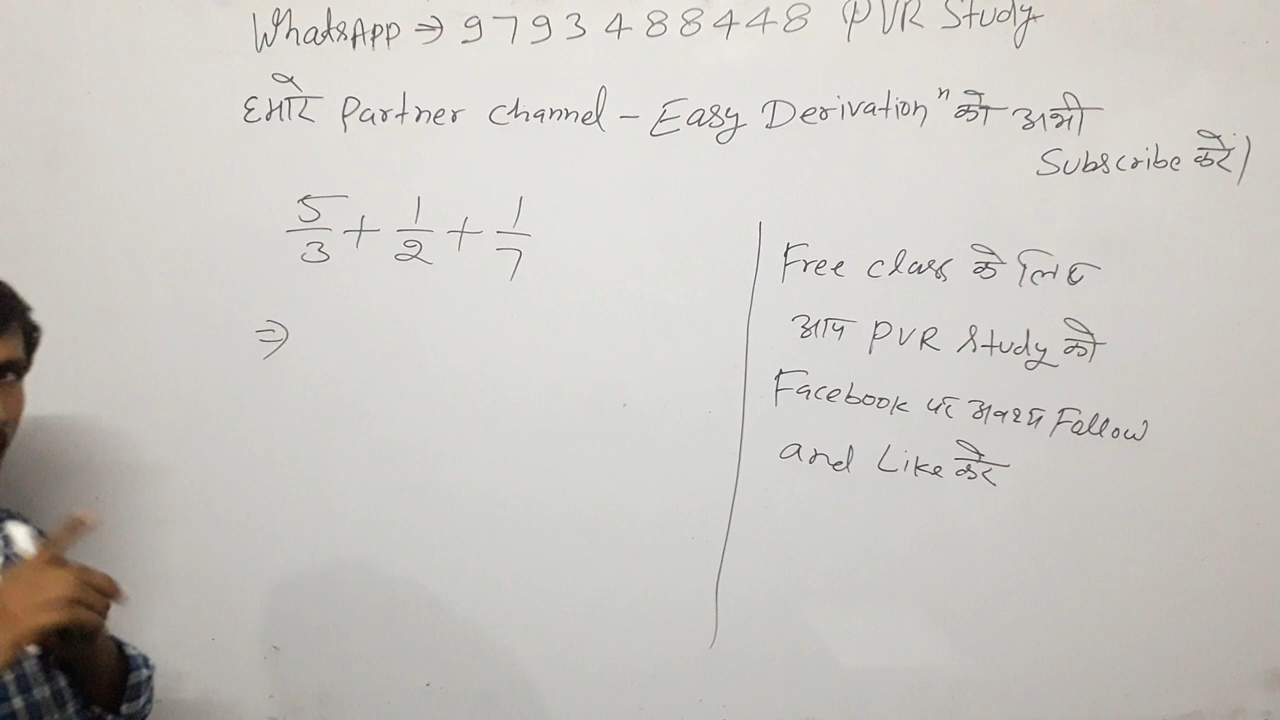 WhatsApp ⇒ 9793488448 PVR Study
हमारे Partner channel - Easy Derivationⁿ को अभी
Subscribe करें।
5/3 + 1/2 + 1/7
⇒
Free class के लिए
आप PVR Study को
Facebook पर अवश्य Follow
and Like करें